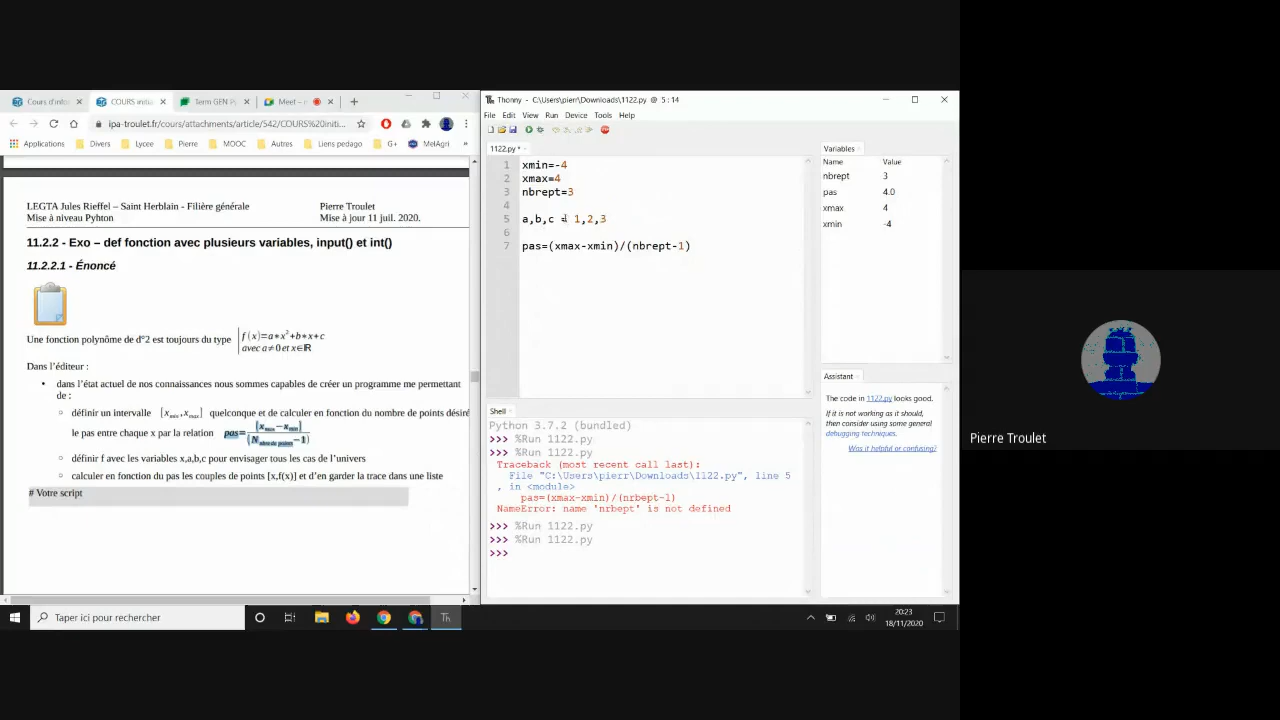 Cours d'infor
COURS initia
Term GEN Py
Meet –
ipa-troulet.fr/cours/attachments/article/542/COURS%20initi...
Applications
Divers
Lycee
Pierre
MOOC
Autres
Liens pedago
G+
MetAgri
»
LEGTA Jules Rieffel – Saint Herblain - Filière générale
Pierre Troulet
Mise à niveau Pyhton
Mise à jour 11 juil. 2020.
11.2.2 - Exo – def fonction avec plusieurs variables, input() et int()
11.2.2.1 - Énoncé
Une fonction polynôme de d°2 est toujours du type
f(x)=a∗x²+b∗x+c
avec a≠0 et x∈ℝ
Dans l'éditeur :
• dans l'état actuel de nos connaissances nous sommes capables de créer un programme me permettant
de :
◦ définir un intervalle [xmin,xmax] quelconque et de calculer en fonction du nombre de points désiré
le pas entre chaque x par la relation pas=(xmax−xmin)/(Nbre de points−1)
◦ définir f avec les variables x,a,b,c pour envisager tous les cas de l'univers
◦ calculer en fonction du pas les couples de points [x,f(x)] et d'en garder la trace dans une liste
# Votre script
Thonny - C:\Users\pierr\Downloads\1122.py @ 5 : 14
File Edit View Run Device Tools Help
1122.py *
1 xmin=-4
2 xmax=4
3 nbrept=3
4
5 a,b,c = 1,2,3
6
7 pas=(xmax-xmin)/(nbrept-1)
Variables
Name Value
nbrept 3
pas 4.0
xmax 4
xmin -4
Shell
Python 3.7.2 (bundled)
>>> %Run 1122.py
>>> %Run 1122.py
Traceback (most recent call last):
File "C:\Users\pierr\Downloads\1122.py", line 5
, in <module>
pas=(xmax-xmin)/(nrbept-1)
NameError: name 'nrbept' is not defined
>>> %Run 1122.py
>>> %Run 1122.py
>>>
Assistant
The code in 1122.py looks good.
If it is not working as it should,
then consider using some general
debugging techniques.
Was it helpful or confusing?
Pierre Troulet
Taper ici pour rechercher
20:23
18/11/2020